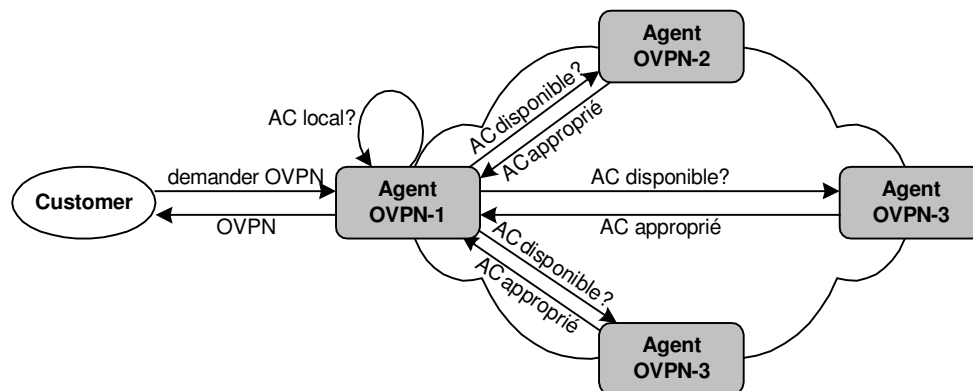 Agent
OVPN-2
AC local?
AC disponible?
AC approprié
demander OVPN
Customer
Agent
OVPN-1
OVPN
AC disponible?
AC approprié
Agent
OVPN-3
AC disponible?
AC approprié
Agent
OVPN-3